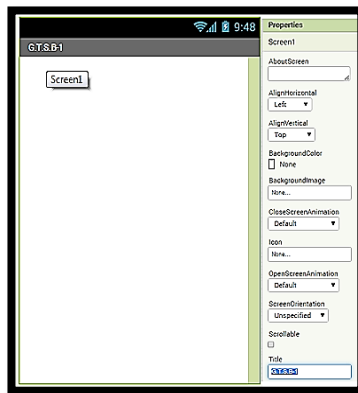 9:48
G.T.S.B-1
Screen1
Properties
Screen1
AboutScreen
AlignHorizontal
Left
AlignVertical
Top
BackgroundColor
None
BackgroundImage
None...
CloseScreenAnimation
Default
Icon
None...
OpenScreenAnimation
Default
ScreenOrientation
Unspecified
Scrollable
Title
G.T.S.B-1